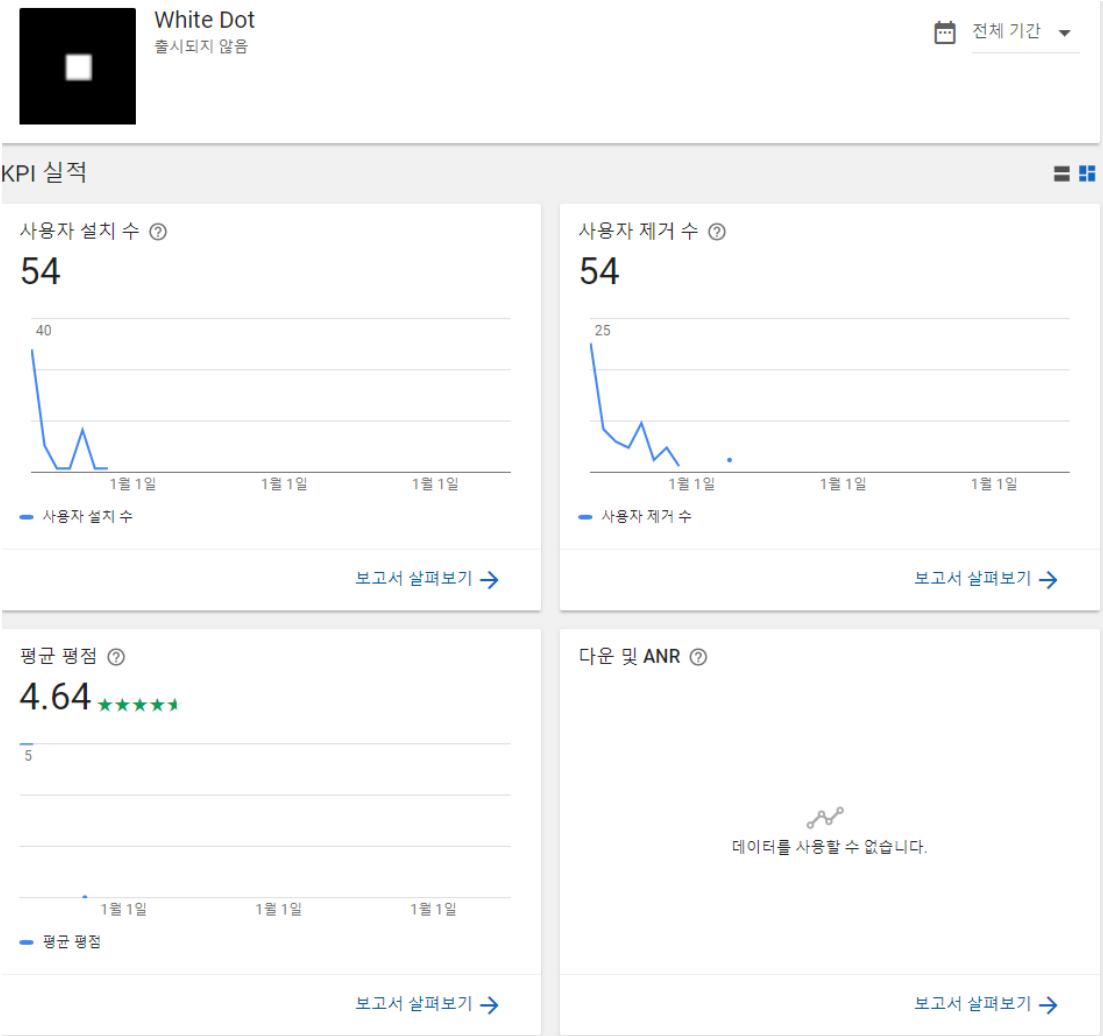 White Dot
출시되지 않음
전체 기간
KPI 실적
사용자 설치 수
54
40
1월 1일 1월 1일 1월 1일
사용자 설치 수
보고서 살펴보기
사용자 제거 수
54
25
1월 1일 1월 1일 1월 1일
사용자 제거 수
보고서 살펴보기
평균 평점
4.64
5
1월 1일 1월 1일 1월 1일
평균 평점
보고서 살펴보기
다운 및 ANR
데이터를 사용할 수 없습니다.
보고서 살펴보기